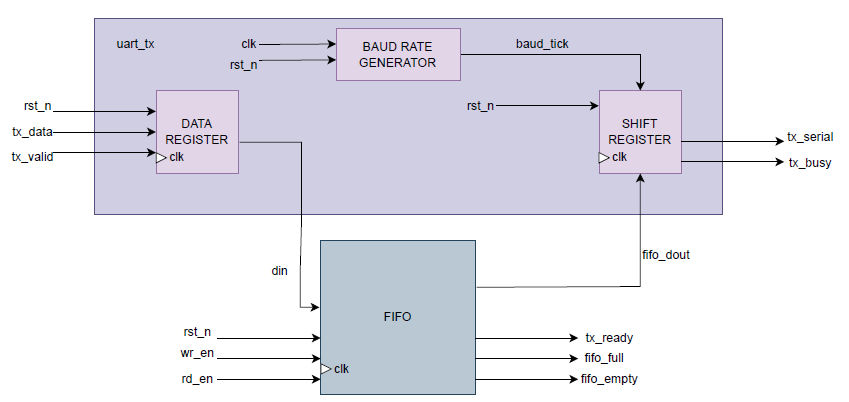 uart_tx
clk
rst_n
BAUD RATE
GENERATOR
baud_tick
rst_n
tx_data
tx_valid
DATA
REGISTER
clk
rst_n
SHIFT
REGISTER
clk
tx_serial
tx_busy
din
fifo_dout
FIFO
clk
rst_n
wr_en
rd_en
tx_ready
fifo_full
fifo_empty